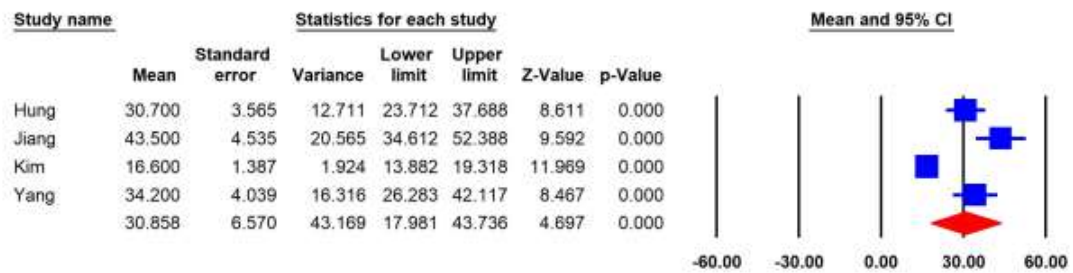 Study name Statistics for each study Mean and 95% CI
Mean Standard error Variance Lower limit Upper limit Z-Value p-Value
Hung 30.700 3.565 12.711 23.712 37.688 8.611 0.000
Jiang 43.500 4.535 20.565 34.612 52.388 9.592 0.000
Kim 16.600 1.387 1.924 13.882 19.318 11.969 0.000
Yang 34.200 4.039 16.316 26.283 42.117 8.467 0.000
30.858 6.570 43.169 17.981 43.736 4.697 0.000
-60.00 -30.00 0.00 30.00 60.00